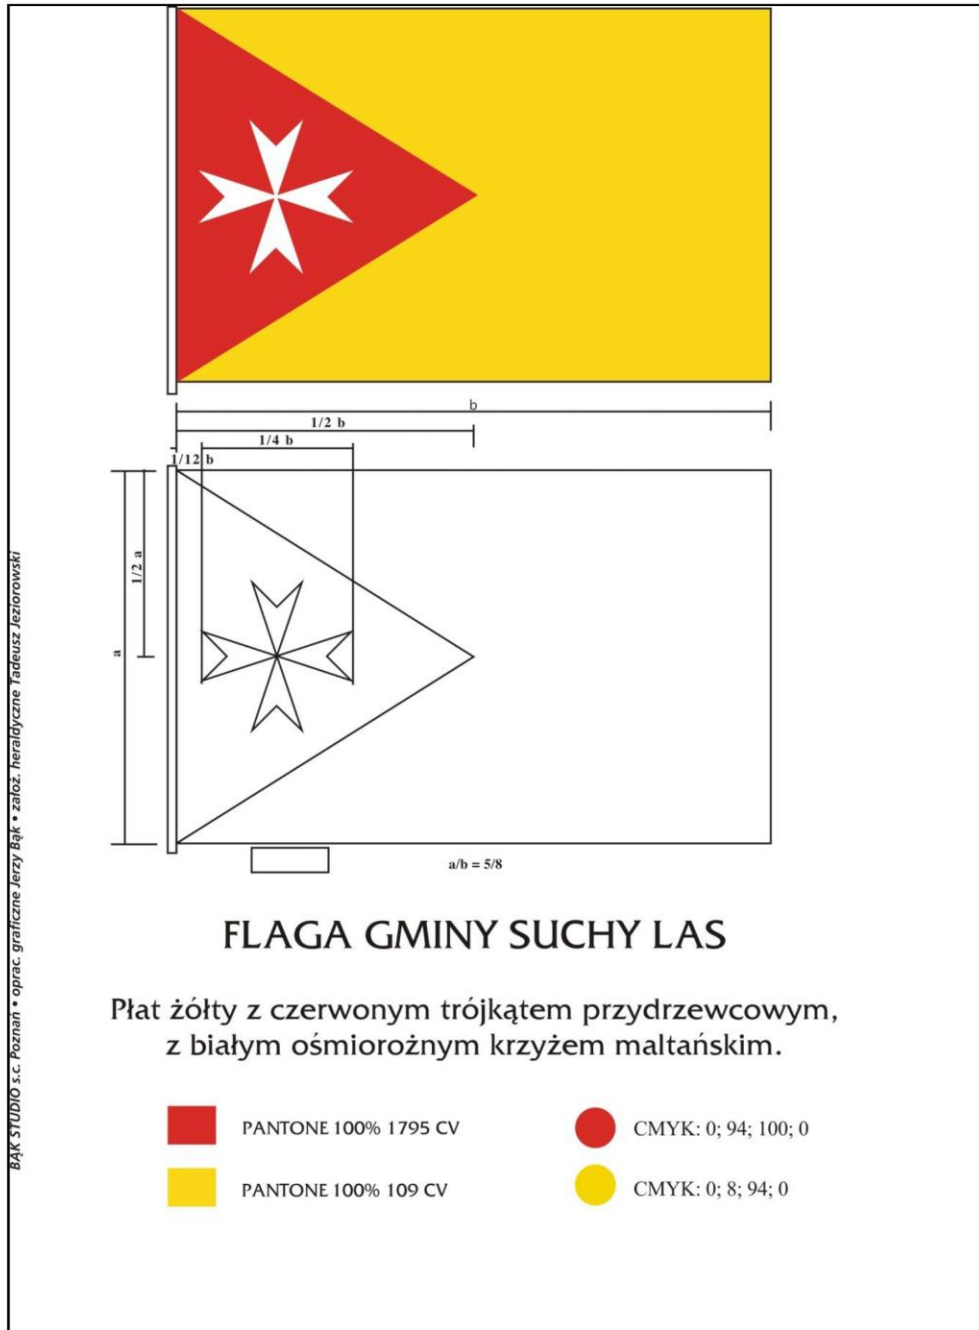 b
1/2 b
1/4 b
1/12 b
1/2 a
a
a/b = 5/8
FLAGA GMINY SUCHY LAS
Płat żółty z czerwonym trójkątem przydrzewcowym,
z białym ośmiorożnym krzyżem maltańskim.
PANTONE 100% 1795 CV
CMYK: 0; 94; 100; 0
PANTONE 100% 109 CV
CMYK: 0; 8; 94; 0
BĄK STUDIO s.c. Poznań • oprac. graficzne Jerzy Bąk • założ. heraldyczne Tadeusz Jeziorowski